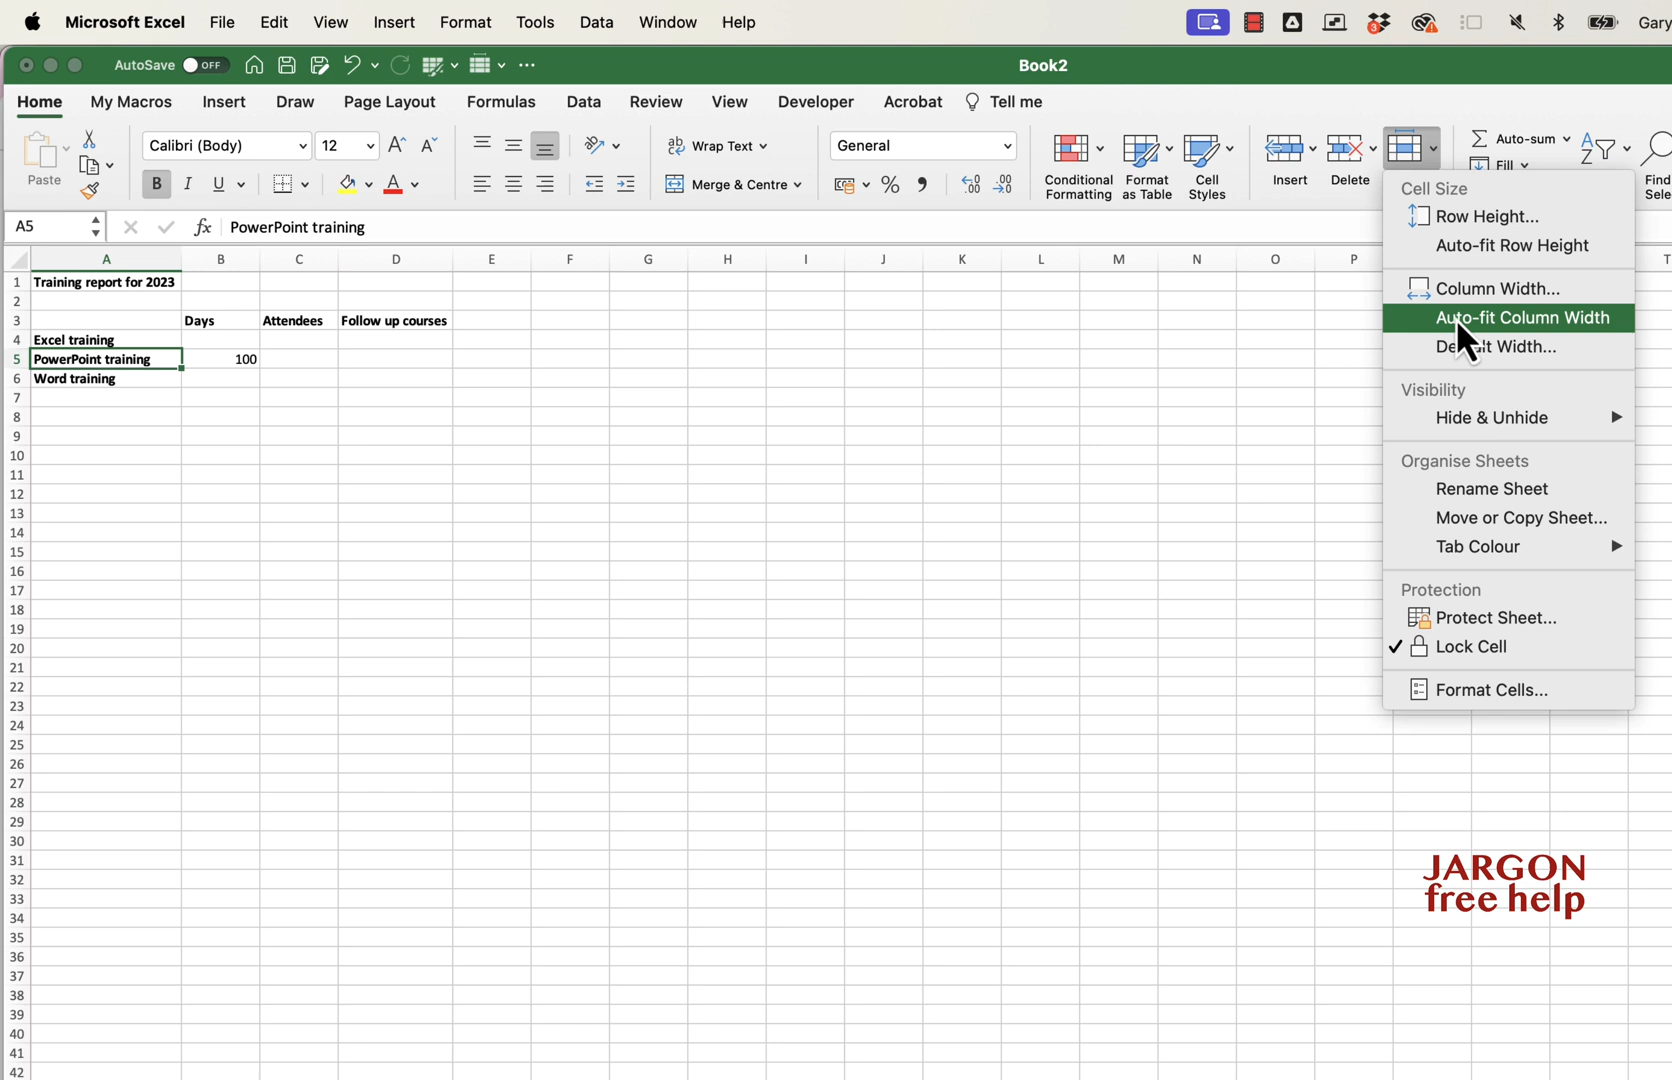 Microsoft Excel File Edit View Insert Format Tools Data Window Help 3 Gary
AutoSave OFF Book2
Home My Macros Insert Draw Page Layout Formulas Data Review View Developer Acrobat Tell me
Paste Calibri (Body) 12 A A Wrap Text General Auto-sum
B I U A Merge & Centre % .00 .00 Conditional Formatting Format as Table Cell Styles Insert Delete Fill Find
A5 fx PowerPoint training
A B C D E F G H I J K L M N O P T
1 Training report for 2023
2
3 Days Attendees Follow up courses
4 Excel training
5 PowerPoint training 100
6 Word training
7
8
9
10
11
12
13
14
15
16
17
18
19
20
21
22
23
24
25
26
27
28
29
30
31
32
33
34
35
36
37
38
39
40
41
42
Cell Size
Row Height...
Auto-fit Row Height
Column Width...
Auto-fit Column Width
Width...
Visibility
Hide & Unhide
Organise Sheets
Rename Sheet
Move or Copy Sheet...
Tab Colour
Protection
Protect Sheet...
Lock Cell
Format Cells...
JARGON
free help